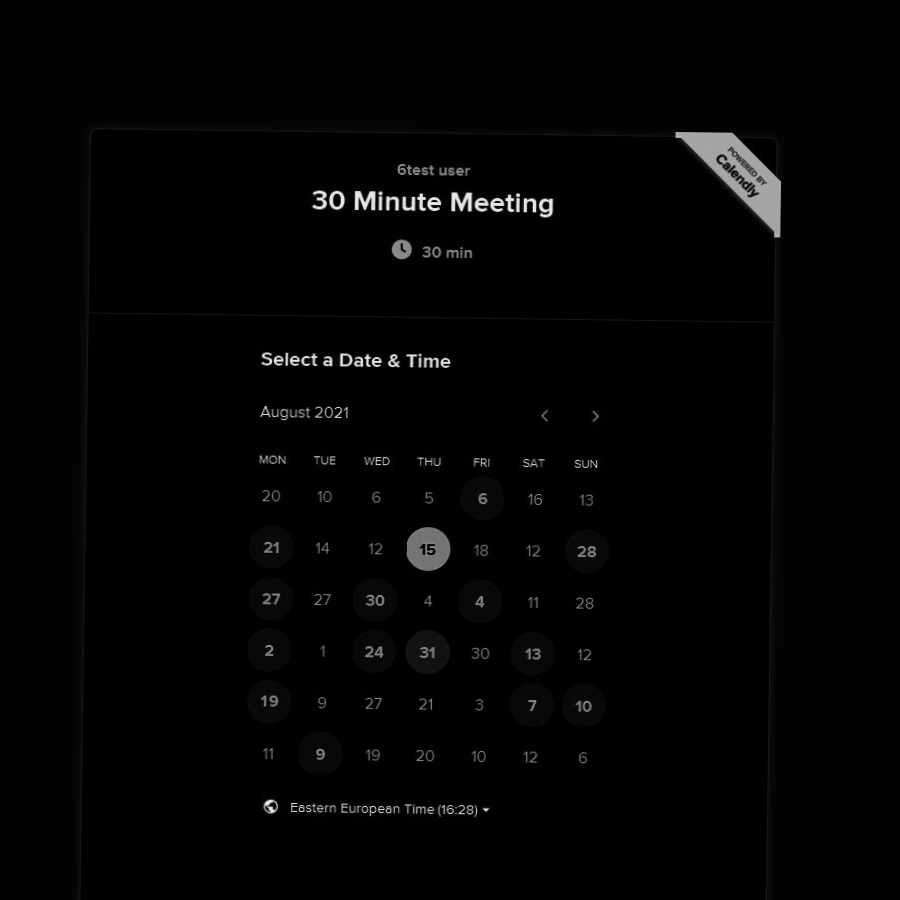 POWERED BY
Calendly
6test user
30 Minute Meeting
30 min
Select a Date & Time
August 2021
MON TUE WED THU FRI SAT SUN
20 10 6 5 6 16 13
21 14 12 15 18 12 28
27 27 30 4 4 11 28
2 1 24 31 30 13 12
19 9 27 21 3 7 10
11 9 19 20 10 12 6
Eastern European Time (16:28)